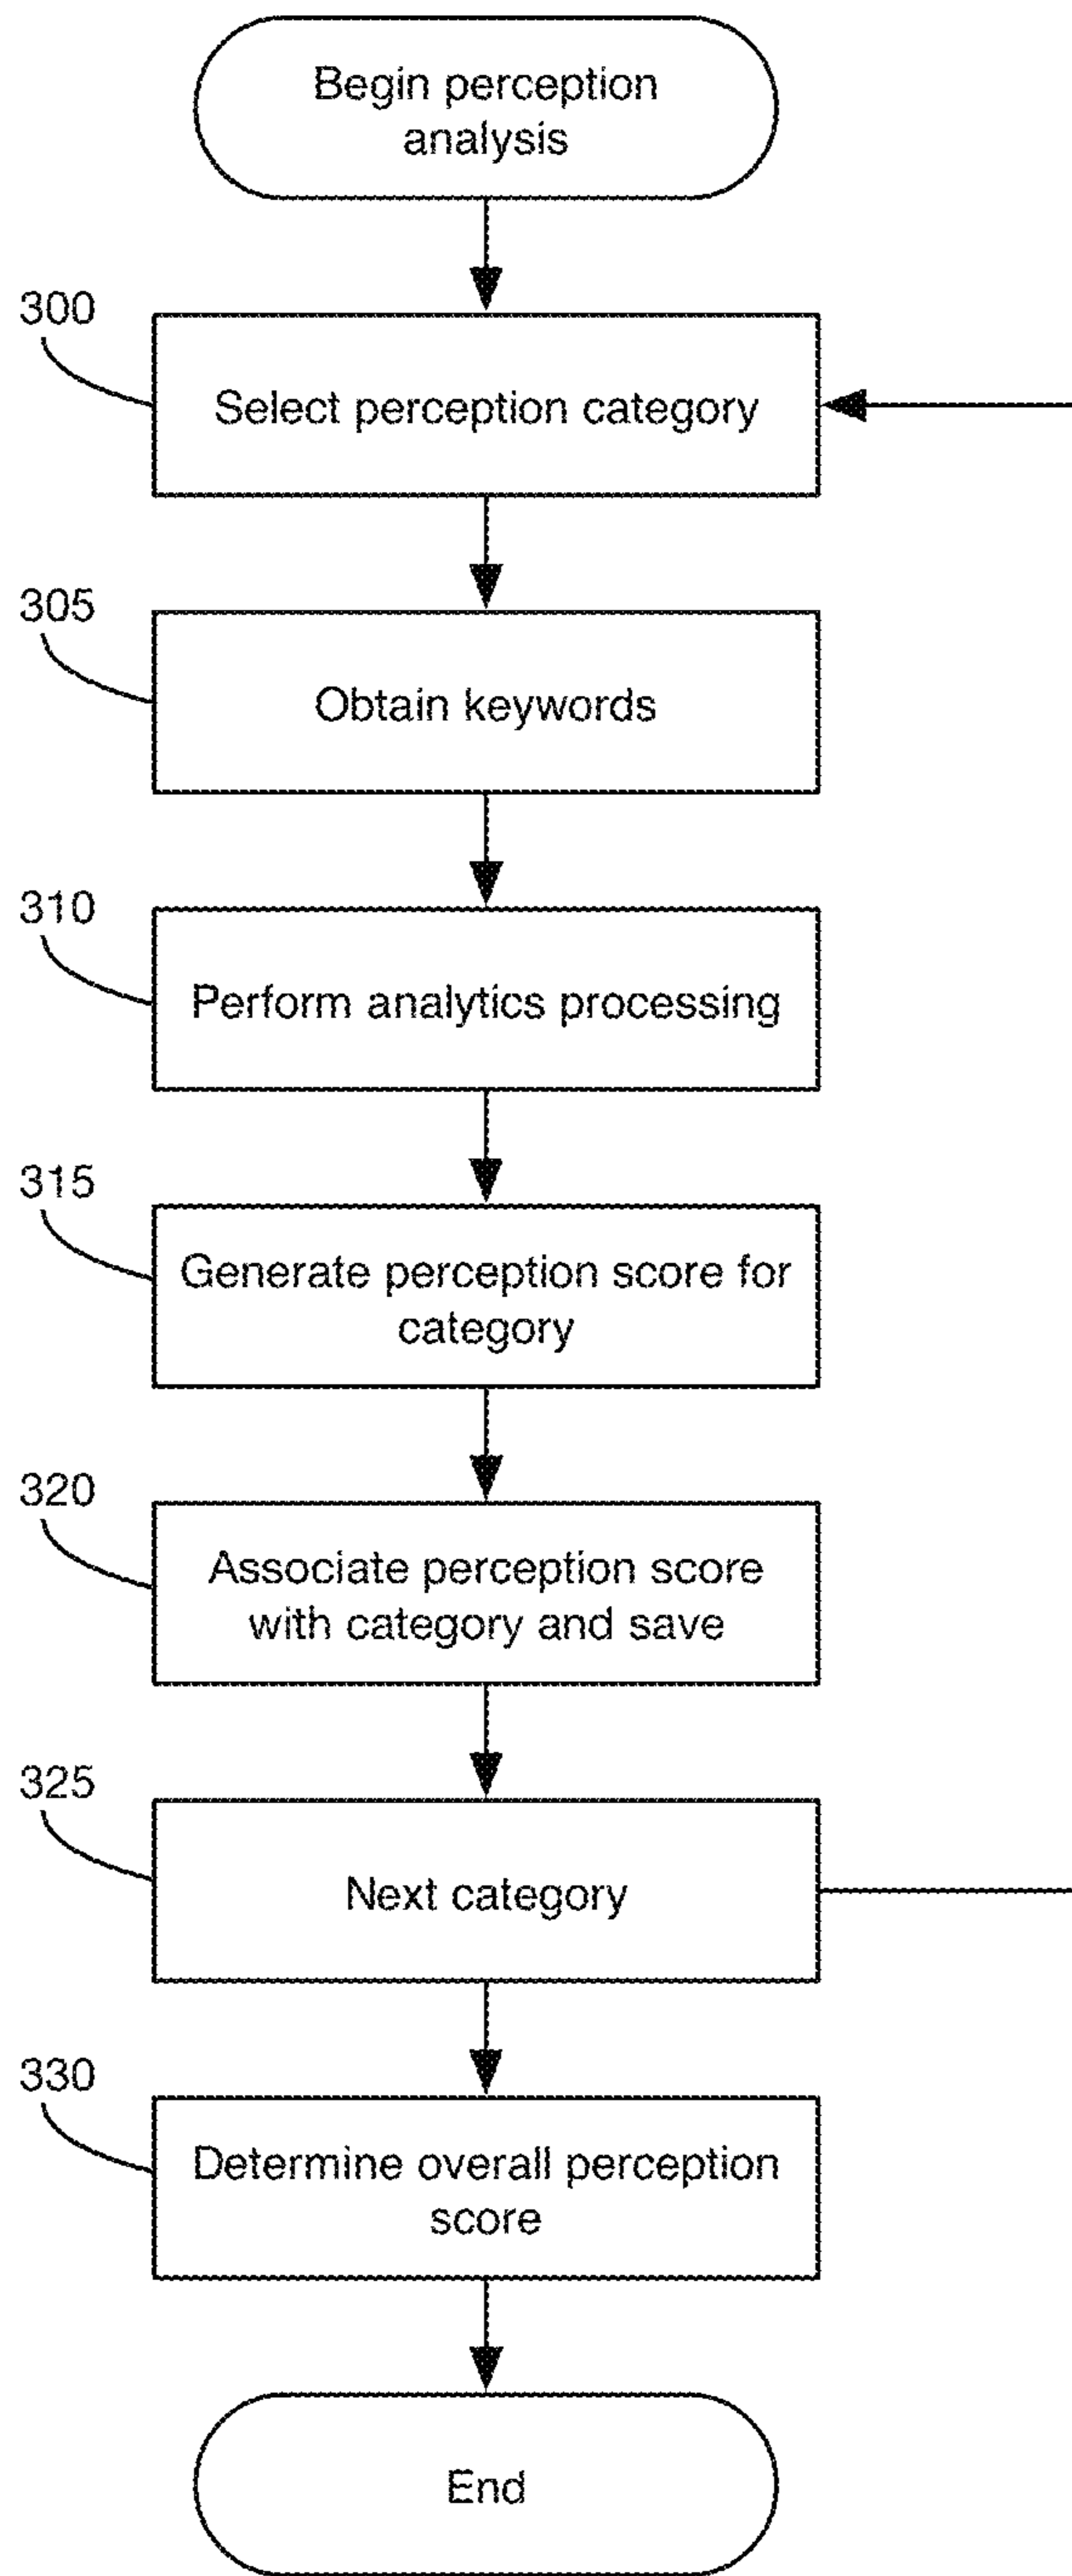 Begin perception
analysis
300
Select perception category
305
Obtain keywords
310
Perform analytics processing
315
Generate perception score for
category
320
Associate perception score
with category and save
325
Next category
330
Determine overall perception
score
End